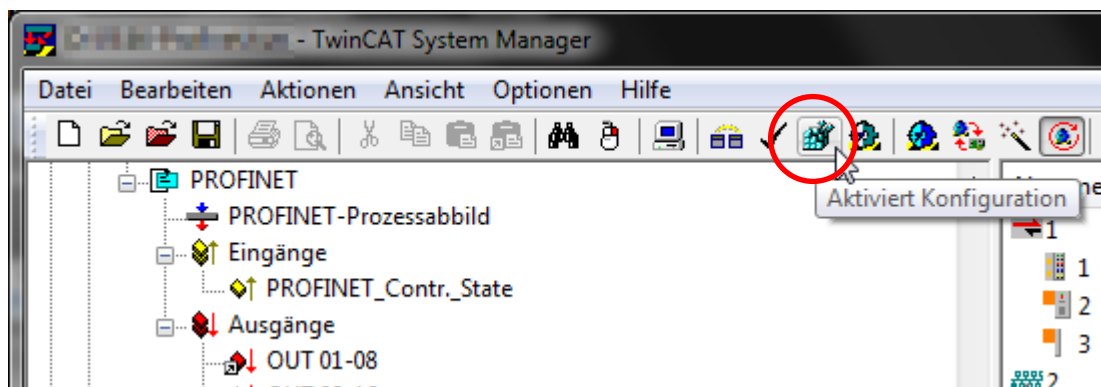 - TwinCAT System Manager
Datei Bearbeiten Aktionen Ansicht Optionen Hilfe
PROFINET
PROFINET-Prozessabbild
Eingänge
PROFINET_Contr._State
Ausgänge
OUT 01-08
Aktiviert Konfiguration
1
1
2
3
2